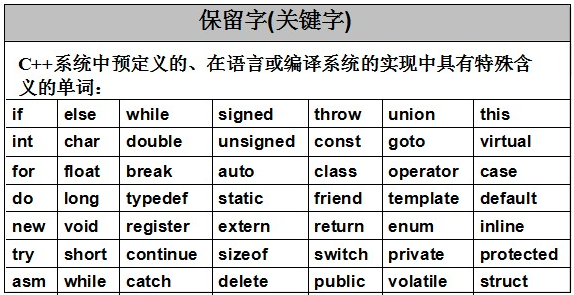 保留字(关键字)
C++系统中预定义的、在语言或编译系统的实现中具有特殊含
义的单词：
if else while signed throw union this
int char double unsigned const goto virtual
for float break auto class operator case
do long typedef static friend template default
new void register extern return enum inline
try short continue sizeof switch private protected
asm while catch delete public volatile struct